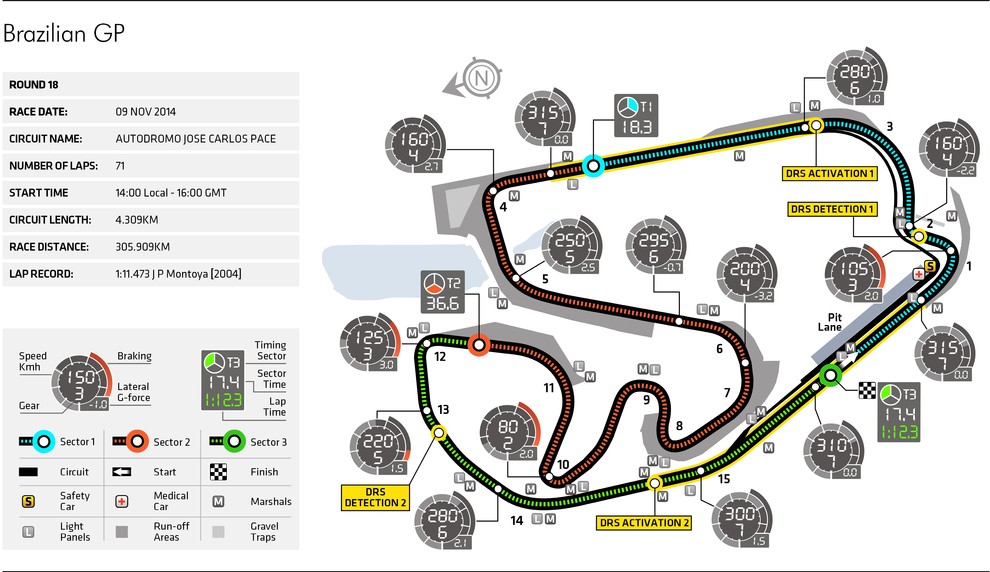 Brazilian GP
ROUND 18
RACE DATE: 09 NOV 2014
CIRCUIT NAME: AUTODROMO JOSE CARLOS PACE
NUMBER OF LAPS: 71
START TIME 14:00 Local - 16:00 GMT
CIRCUIT LENGTH: 4.309KM
RACE DISTANCE: 305.909KM
LAP RECORD: 1:11.473 J P Montoya [2004]
Speed
Kmh
Gear
150
3
-1.0
Braking
Lateral
G-force
T3
17.4
1:12.3
Timing
Sector
Sector
Time
Lap
Time
Sector 1
Sector 2
Sector 3
Circuit
Start
Finish
S
Safety
Car
Medical
Car
M
Marshals
L
Light
Panels
Run-off
Areas
Gravel
Traps
N
160
4
2.7
315
7
0.0
T1
18.3
280
6
1.0
L
M
3
160
4
-2.2
M
L
M
DRS ACTIVATION 1
DRS DETECTION 1
M
L
2
M
4
M
250
5
2.5
295
6
-0.7
200
4
-3.2
105
3
2.0
S
1
M
5
L
M
T2
36.6
L
M
Pit
Lane
315
7
0.0
125
3
3.0
M
L
12
L
M
6
L
M
T3
17.4
1:12.3
11
L
M
M
L
9
7
13
80
2
2.0
8
L
M
M
220
5
1.5
10
M
L
M
L
M
310
7
0.0
15
DRS
DETECTION 2
L
M
M
L
M
L
280
6
2.1
14
L
M
DRS ACTIVATION 2
300
7
1.5